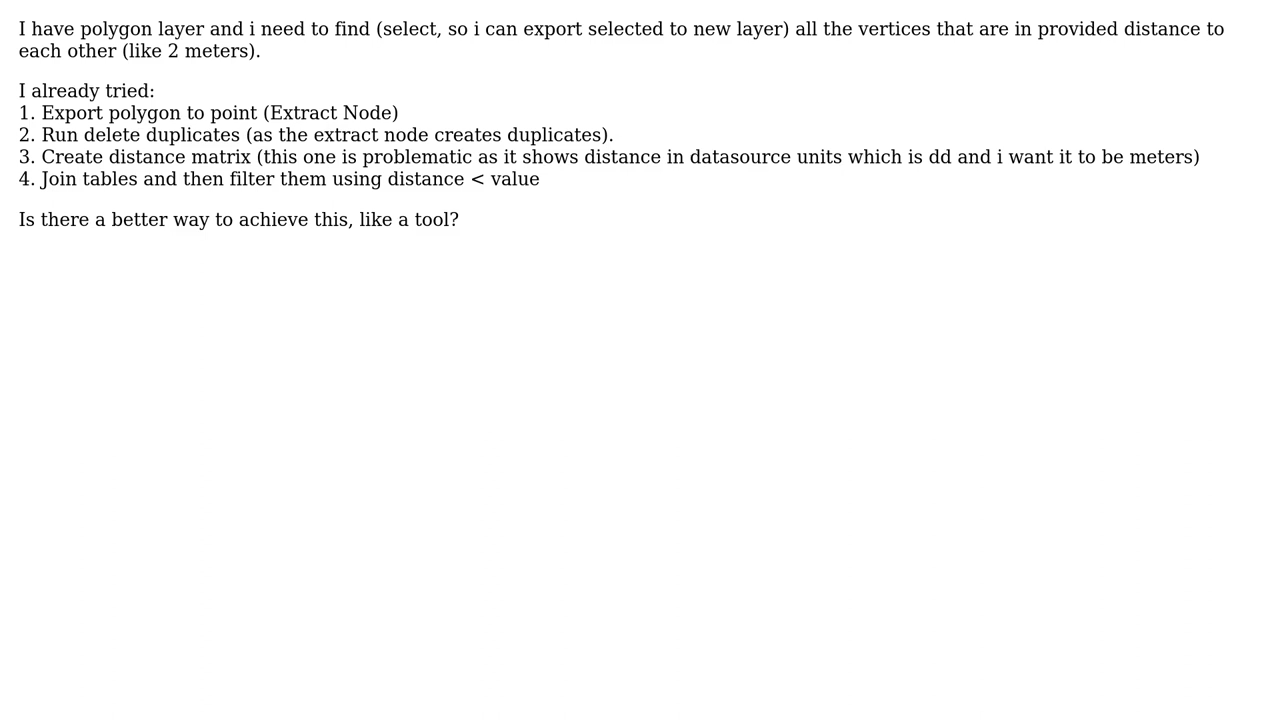 I have polygon layer and i need to find (select, so i can export selected to new layer) all the vertices that are in provided distance to
each other (like 2 meters).
I already tried:
1. Export polygon to point (Extract Node)
2. Run delete duplicates (as the extract node creates duplicates).
3. Create distance matrix (this one is problematic as it shows distance in datasource units which is dd and i want it to be meters)
4. Join tables and then filter them using distance < value
Is there a better way to achieve this, like a tool?